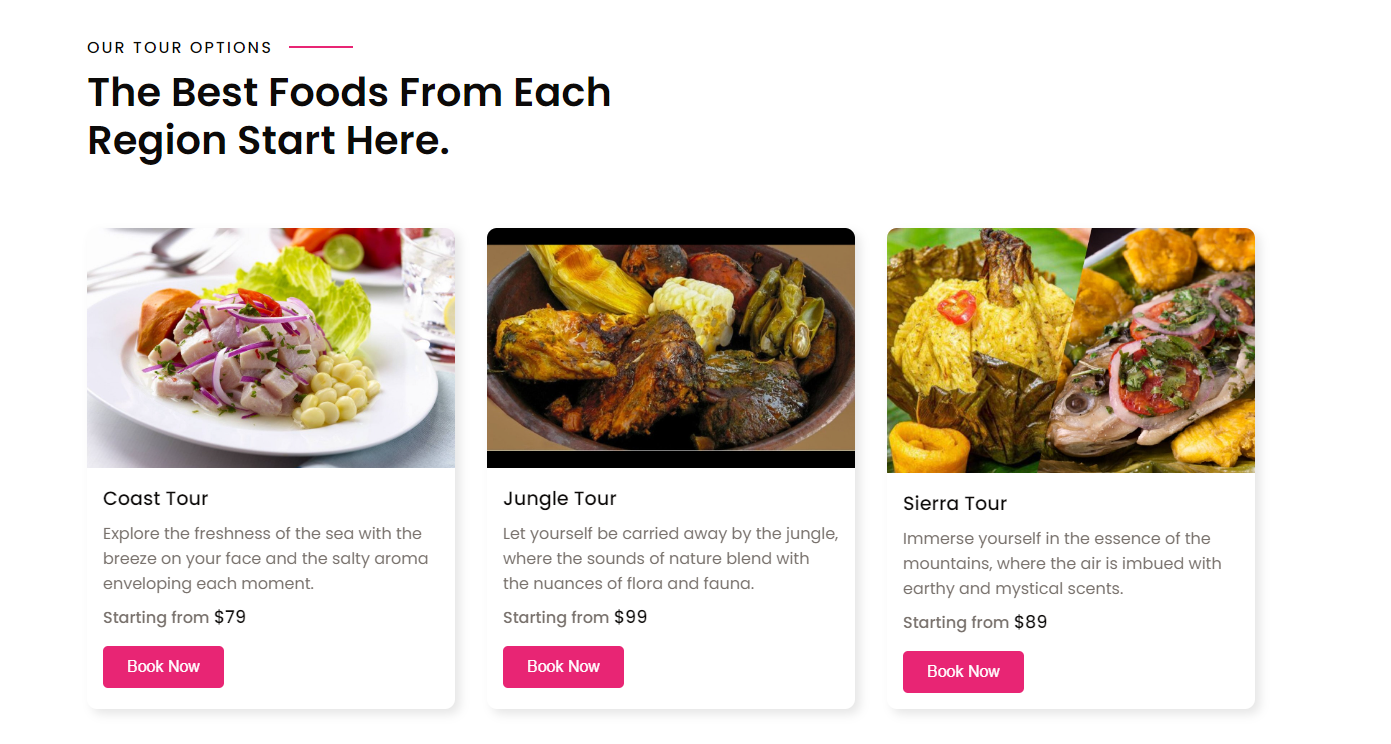 OUR TOUR OPTIONS
The Best Foods From Each
Region Start Here.
Coast Tour
Explore the freshness of the sea with the
breeze on your face and the salty aroma
enveloping each moment.
Starting from $79
Book Now
Jungle Tour
Let yourself be carried away by the jungle,
where the sounds of nature blend with
the nuances of flora and fauna.
Starting from $99
Book Now
Sierra Tour
Immerse yourself in the essence of the
mountains, where the air is imbued with
earthy and mystical scents.
Starting from $89
Book Now